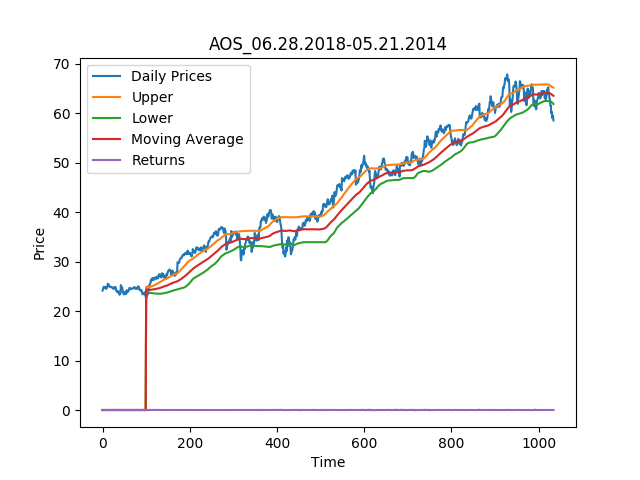 AOS_06.28.2018-05.21.2014
70
60
50
40
30
20
10
0
Price
Daily Prices
Upper
Lower
Moving Average
Returns
0 200 400 600 800 1000
Time